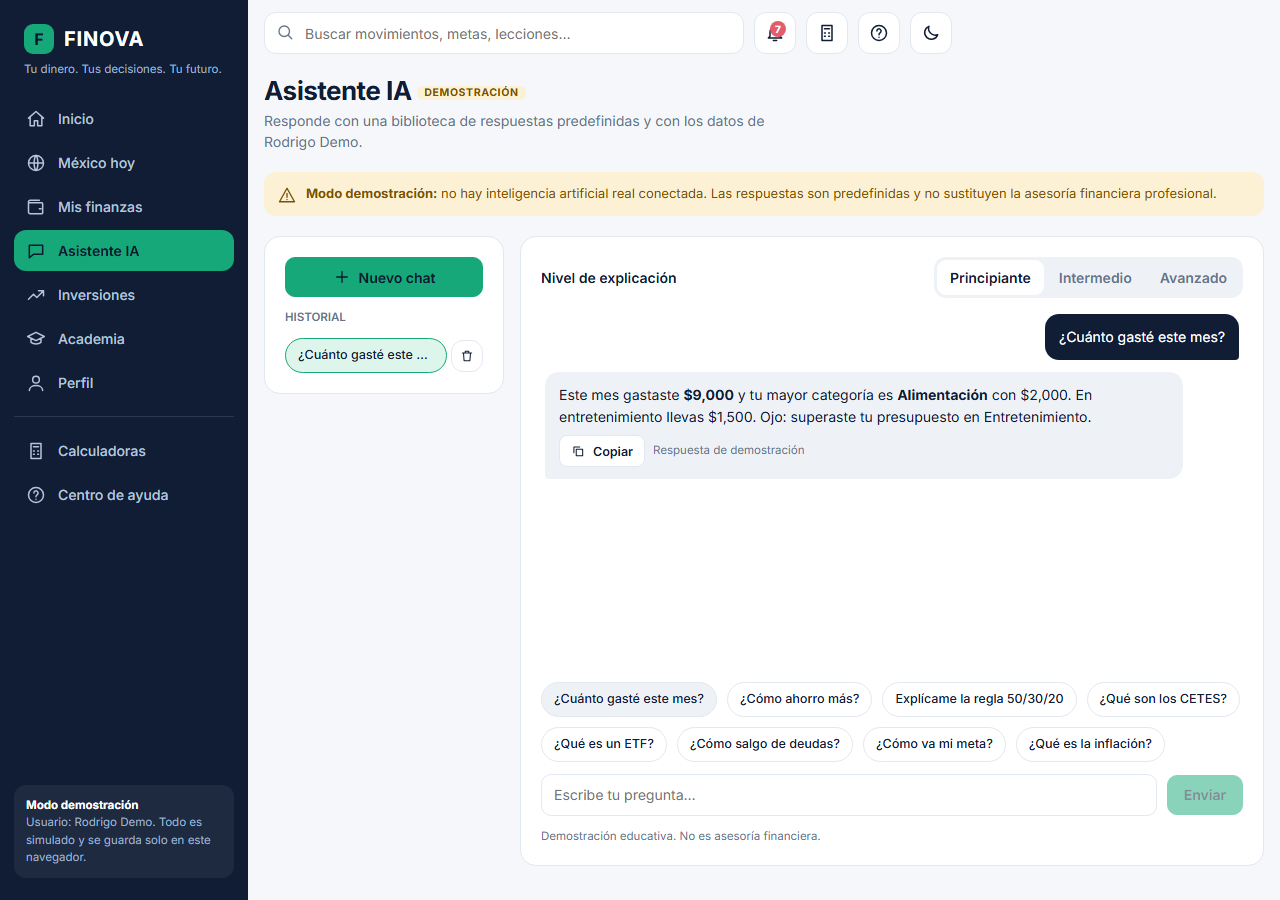 F FINOVA
Tu dinero. Tus decisiones. Tu futuro.
Inicio
México hoy
Mis finanzas
Asistente IA
Inversiones
Academia
Perfil
Calculadoras
Centro de ayuda
Modo demostración
Usuario: Rodrigo Demo. Todo es
simulado y se guarda solo en este
navegador.
Buscar movimientos, metas, lecciones...
7
Asistente IA DEMOSTRACIÓN
Responde con una biblioteca de respuestas predefinidas y con los datos de
Rodrigo Demo.
Modo demostración: no hay inteligencia artificial real conectada. Las respuestas son predefinidas y no sustituyen la asesoría financiera profesional.
Nuevo chat
HISTORIAL
¿Cuánto gasté este ...
Nivel de explicación
Principiante Intermedio Avanzado
¿Cuánto gasté este mes?
Este mes gastaste $9,000 y tu mayor categoría es Alimentación con $2,000. En
entretenimiento llevas $1,500. Ojo: superaste tu presupuesto en Entretenimiento.
Copiar Respuesta de demostración
¿Cuánto gasté este mes? ¿Cómo ahorro más? Explícame la regla 50/30/20 ¿Qué son los CETES?
¿Qué es un ETF? ¿Cómo salgo de deudas? ¿Cómo va mi meta? ¿Qué es la inflación?
Escribe tu pregunta... Enviar
Demostración educativa. No es asesoría financiera.